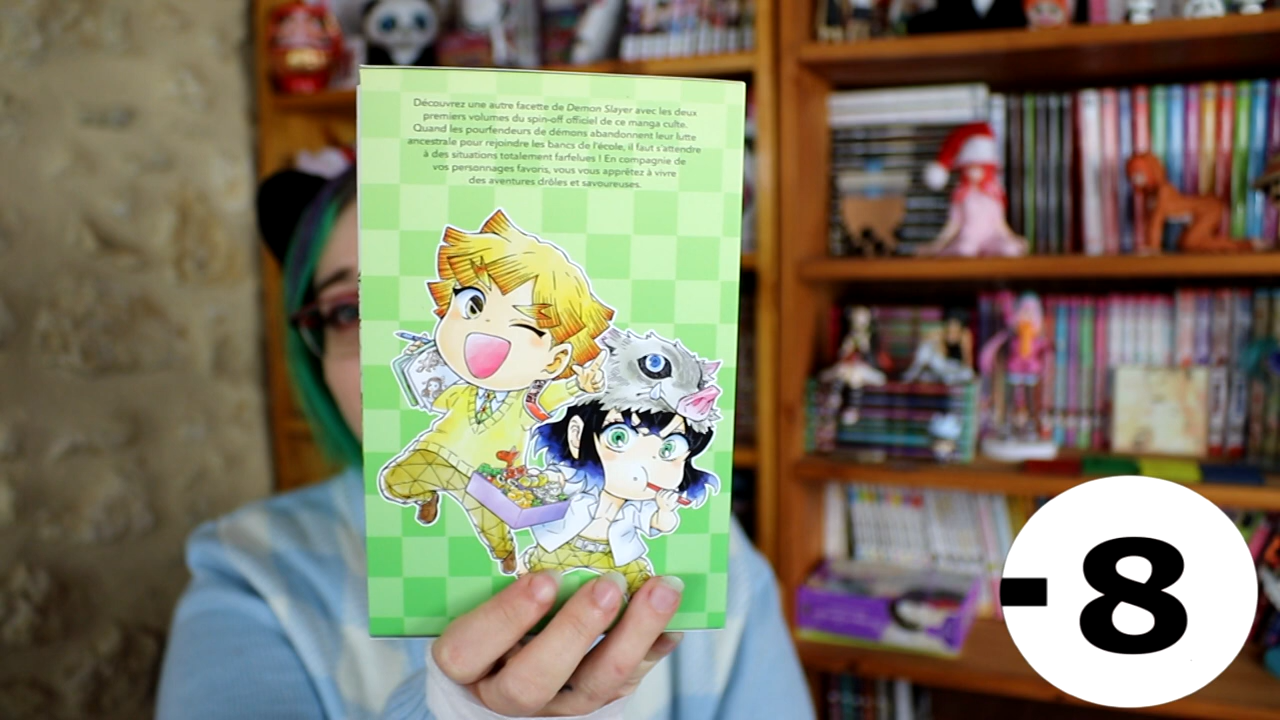 Découvrez une autre facette de Demon Slayer avec les deux
premiers volumes du spin-off officiel de ce manga culte.
Quand les pourfendeurs de démons abandonnent leur lutte
ancestrale pour rejoindre les bancs de l'école, il faut s'attendre
à des situations totalement farfelues ! En compagnie de
vos personnages favoris, vous vous apprêtez à vivre
des aventures drôles et savoureuses.
-8